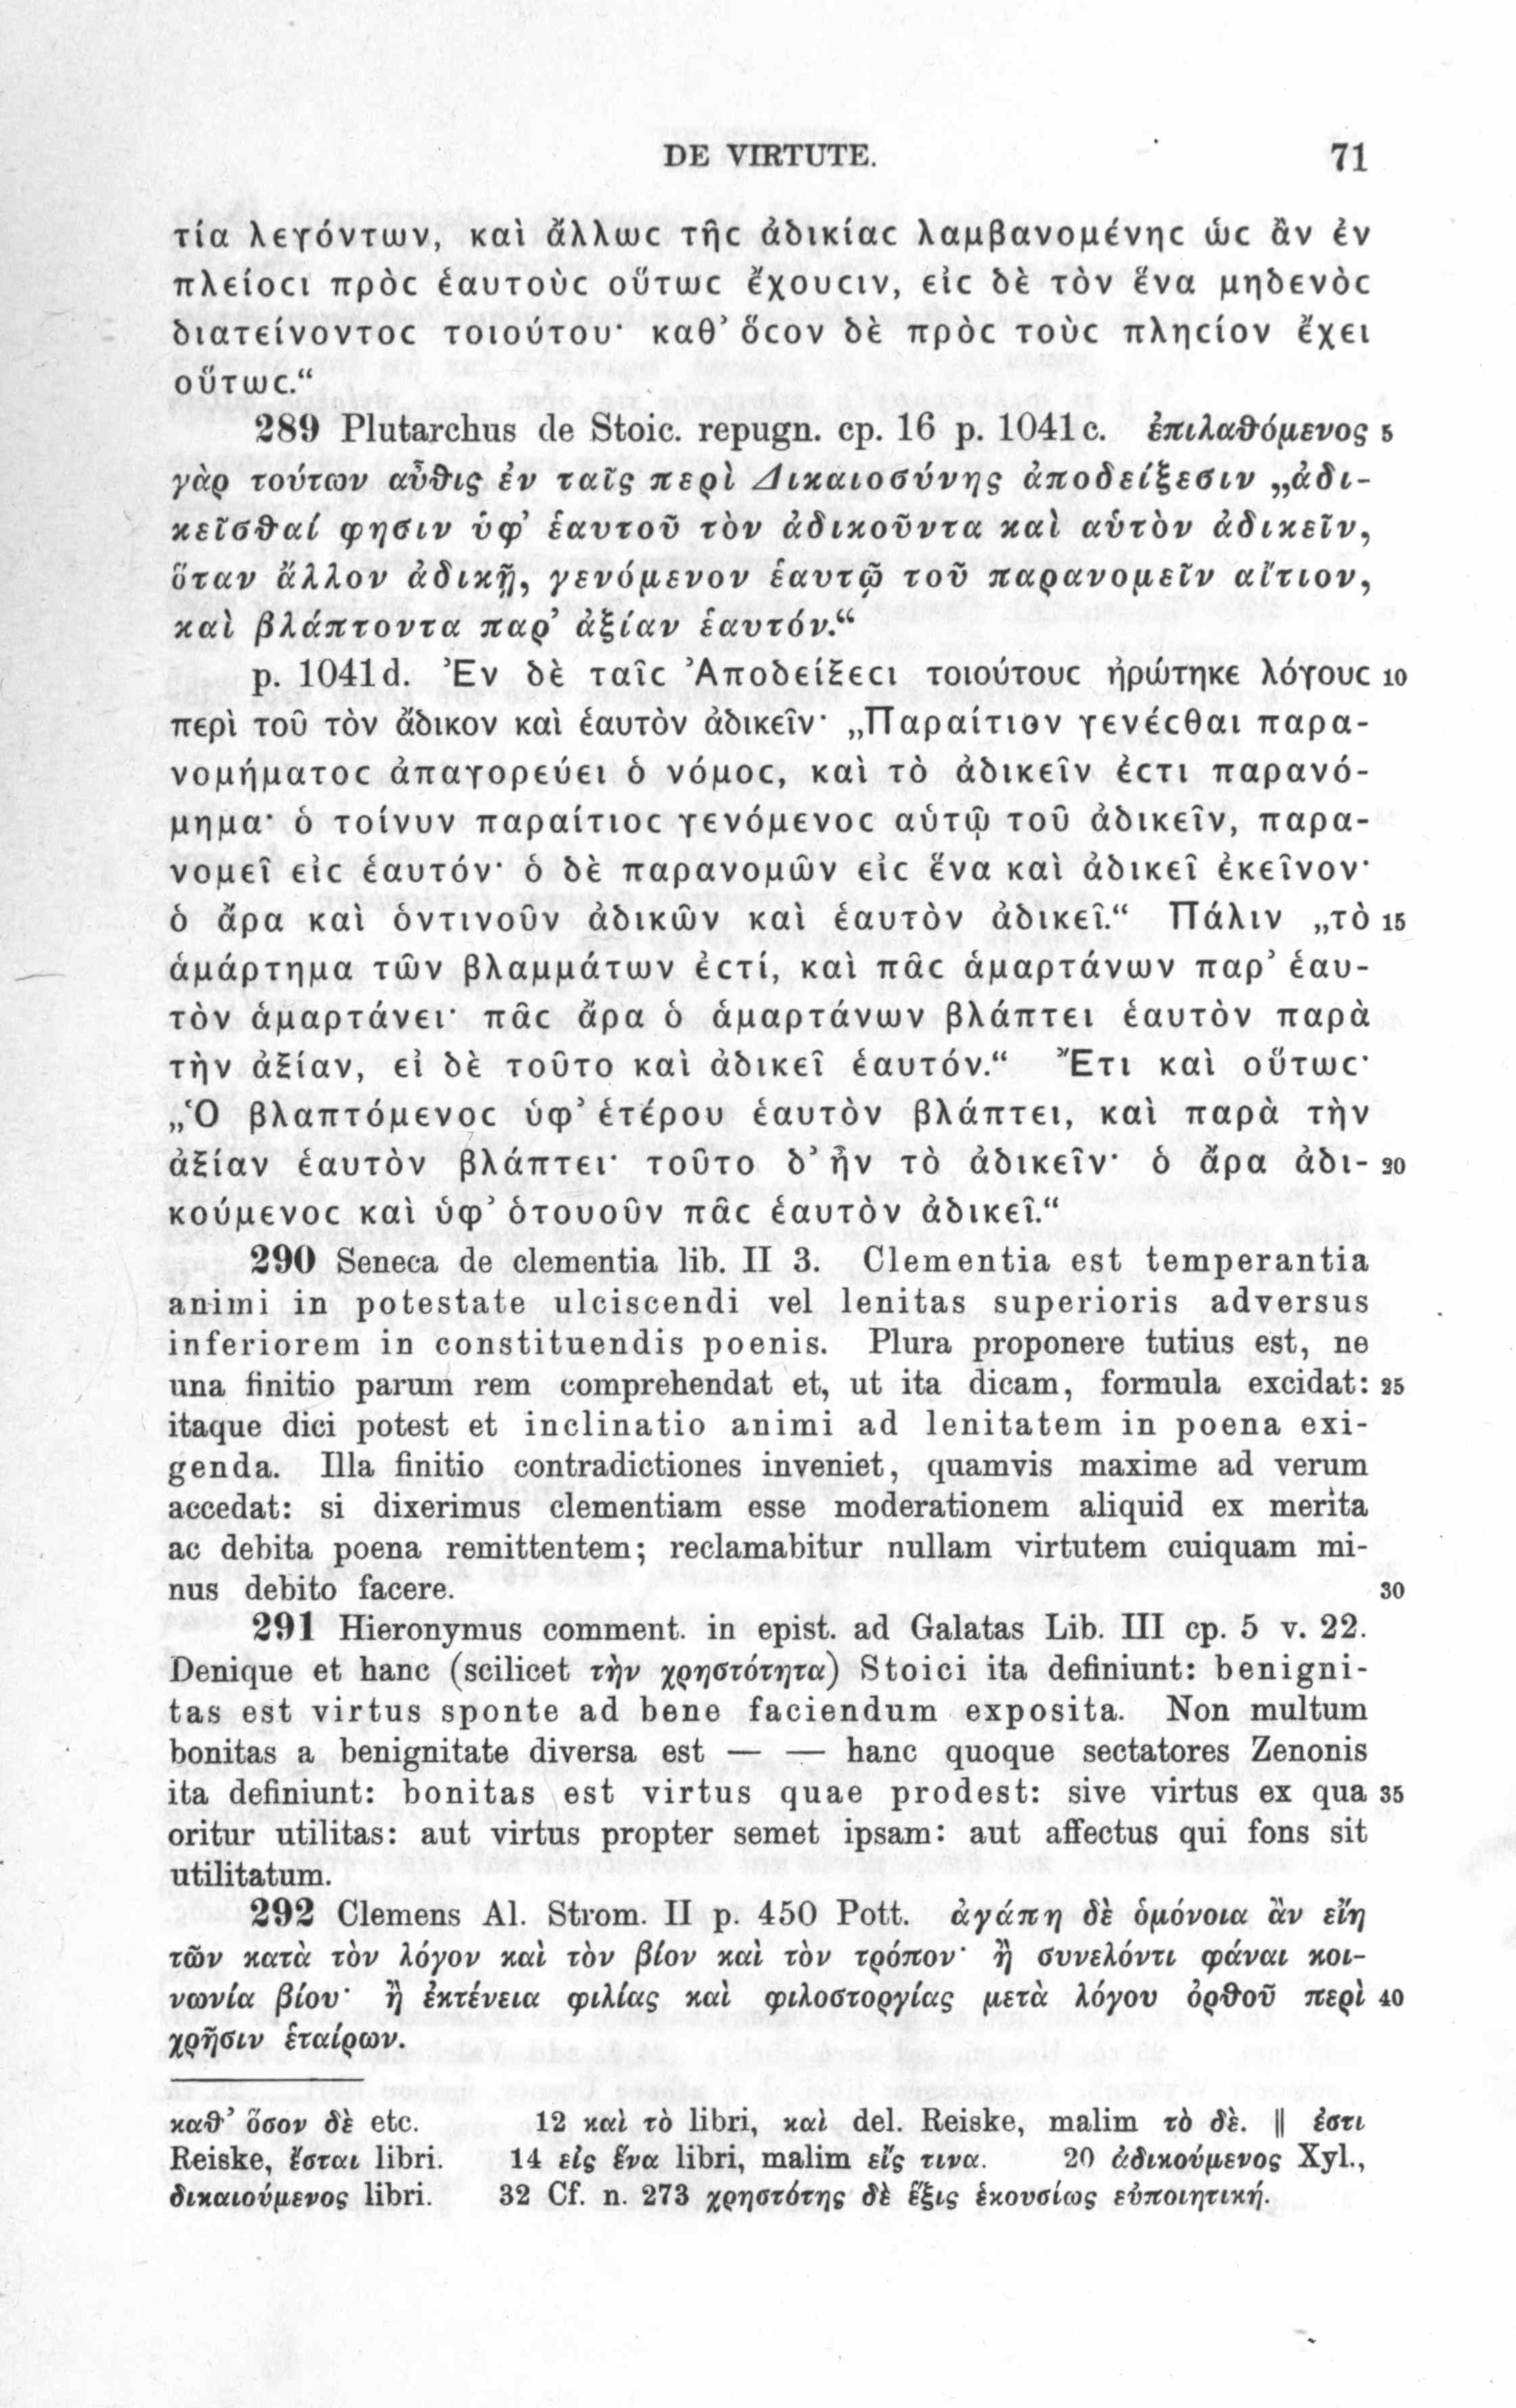 DE VIRTUTE. 71
τία λεγόντων, καὶ ἄλλωϲ τῆϲ ἀδικίαϲ λαμβανομένηϲ ὡϲ ἂν ἐν
πλείοϲι πρὸϲ ἑαυτοὺϲ οὕτωϲ ἔχουϲιν, εἰϲ δὲ τὸν ἕνα μηδενὸϲ
διατείνοντοϲ τοιούτου· καθ’ ὅϲον δὲ πρὸϲ τοὺϲ πληϲίον ἔχει
οὕτωϲ.“
289 Plutarchus de Stoic. repugn. cp. 16 p. 1041 c. ἐπιλαθόμενος 5
γὰρ τούτων αὖθις ἐν ταῖς περὶ Δικαιοσύνης ἀποδείξεσιν „ἀδι-
κεῖσθαί φησιν ὑφ’ ἑαυτοῦ τὸν ἀδικοῦντα καὶ αὑτὸν ἀδικεῖν,
ὅταν ἄλλον ἀδικῇ, γενόμενον ἑαυτῷ τοῦ παρανομεῖν αἴτιον,
καὶ βλάπτοντα παρ’ ἀξίαν ἑαυτόν.“
p. 1041 d. Ἐν δὲ ταῖϲ Ἀποδείξεϲι τοιούτουϲ ἠρώτηκε λόγουϲ 10
περὶ τοῦ τὸν ἄδικον καὶ ἑαυτὸν ἀδικεῖν· „Παραίτιον γενέϲθαι παρα-
νομήματοϲ ἀπαγορεύει ὁ νόμοϲ, καὶ τὸ ἀδικεῖν ἐϲτι παρανό-
μημα· ὁ τοίνυν παραίτιοϲ γενόμενοϲ αὑτῷ τοῦ ἀδικεῖν, παρα-
νομεῖ εἰϲ ἑαυτόν· ὁ δὲ παρανομῶν εἰϲ ἕνα καὶ ἀδικεῖ ἐκεῖνον·
ὁ ἄρα καὶ ὁντινοῦν ἀδικῶν καὶ ἑαυτὸν ἀδικεῖ.“ Πάλιν „τὸ 15
ἁμάρτημα τῶν βλαμμάτων ἐϲτί, καὶ πᾶϲ ἁμαρτάνων παρ’ ἑαυ-
τὸν ἁμαρτάνει· πᾶϲ ἄρα ὁ ἁμαρτάνων βλάπτει ἑαυτὸν παρὰ
τὴν ἀξίαν, εἰ δὲ τοῦτο καὶ ἀδικεῖ ἑαυτόν.“ Ἔτι καὶ οὕτωϲ·
„Ὁ βλαπτόμενοϲ ὑφ’ ἑτέρου ἑαυτὸν βλάπτει, καὶ παρὰ τὴν
ἀξίαν ἑαυτὸν βλάπτει· τοῦτο δ’ ἦν τὸ ἀδικεῖν· ὁ ἄρα ἀδι- 20
κούμενοϲ καὶ ὑφ’ ὁτουοῦν πᾶϲ ἑαυτὸν ἀδικεῖ.“
290 Seneca de clementia lib. II 3. Clementia est temperantia
animi in potestate ulciscendi vel lenitas superioris adversus
inferiorem in constituendis poenis. Plura proponere tutius est, ne
una finitio parum rem comprehendat et, ut ita dicam, formula excidat: 25
itaque dici potest et inclinatio animi ad lenitatem in poena exi-
genda. Illa finitio contradictiones inveniet, quamvis maxime ad verum
accedat: si dixerimus clementiam esse moderationem aliquid ex merita
ac debita poena remittentem; reclamabitur nullam virtutem cuiquam mi-
nus debito facere. 30
291 Hieronymus comment. in epist. ad Galatas Lib. III cp. 5 v. 22.
Denique et hanc (scilicet τὴν χρηστότητα) Stoici ita definiunt: benigni-
tas est virtus sponte ad bene faciendum exposita. Non multum
bonitas a benignitate diversa est — — hanc quoque sectatores Zenonis
ita definiunt: bonitas est virtus quae prodest: sive virtus ex qua 35
oritur utilitas: aut virtus propter semet ipsam: aut affectus qui fons sit
utilitatum.
292 Clemens Al. Strom. II p. 450 Pott. ἀγάπη δὲ ὁμόνοια ἂν εἴη
τῶν κατὰ τὸν λόγον καὶ τὸν βίον καὶ τὸν τρόπον· ἢ συνελόντι φάναι κοι-
νωνία βίου· ἢ ἐκτένεια φιλίας καὶ φιλοστοργίας μετὰ λόγου ὀρθοῦ περὶ 40
χρῆσιν ἑταίρων.
καθ’ ὅσον δὲ etc. 12 καὶ τὸ libri, καὶ del. Reiske, malim τὸ δὲ. || ἐστι
Reiske, ἔσται libri. 14 εἰς ἕνα libri, malim εἴς τινα. 20 ἀδικούμενος Xyl.,
δικαιούμενος libri. 32 Cf. n. 273 χρηστότης δὲ ἕξις ἑκουσίως εὐποιητική.